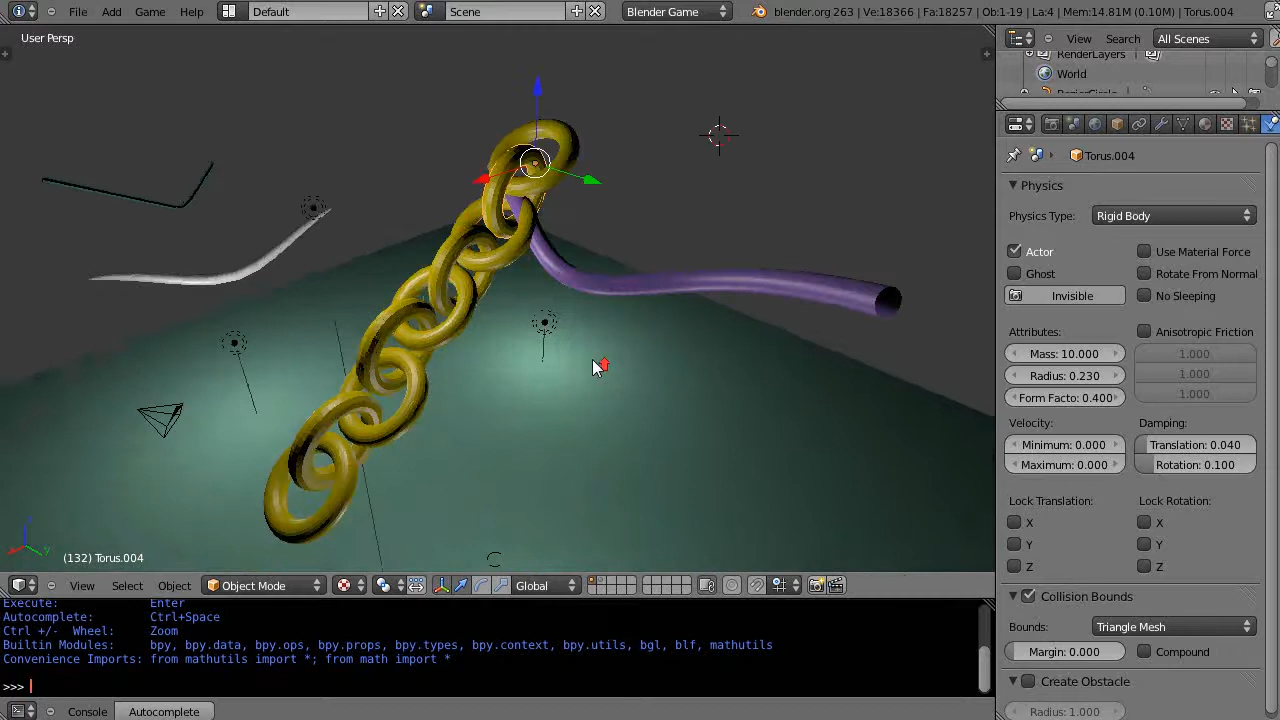 File Add Game Help Default Scene Blender Game blender.org 263 | Ve:18366 | Fa:18257 | Ob:1-19 | La:4 | Mem:14.81M (0.10M) | Torus.004
User Persp
View Search All Scenes
RenderLayers
World
BezierCircle
Torus.004
Physics
Physics Type: Rigid Body
Actor Use Material Force
Ghost Rotate From Normal
Invisible No Sleeping
Attributes: Anisotropic Friction
Mass: 10.000 1.000
Radius: 0.230 1.000
Form Facto: 0.400 1.000
Velocity: Damping:
Minimum: 0.000 Translation: 0.040
Maximum: 0.000 Rotation: 0.100
Lock Translation: Lock Rotation:
X X
Y Y
Z Z
Collision Bounds
Bounds: Triangle Mesh
Margin: 0.000 Compound
Create Obstacle
Radius: 1.000
(132) Torus.004
View Select Object Object Mode Global
Execute: Enter
Autocomplete: Ctrl+Space
Ctrl +/- Wheel: Zoom
Builtin Modules: bpy, bpy.data, bpy.ops, bpy.props, bpy.types, bpy.context, bpy.utils, bgl, blf, mathutils
Convenience Imports: from mathutils import *; from math import *
>>>
Console Autocomplete